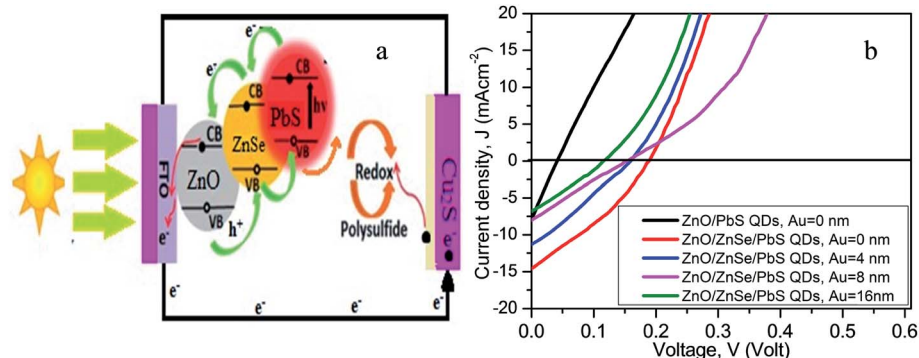 a
e⁻
e⁻
CB
PbS
hν
CB
ZnSe
VB
CB
ZnO
VB
VB
h⁺
FTO
e⁻
Redox
Polysulfide
Cu₂S
e⁻
e⁻
e⁻
e⁻
e⁻
b
Current density, J (mAcm⁻²)
20
15
10
5
0
-5
-10
-15
-20
ZnO/PbS QDs, Au=0 nm
ZnO/ZnSe/PbS QDs, Au=0 nm
ZnO/ZnSe/PbS QDs, Au=4 nm
ZnO/ZnSe/PbS QDs, Au=8 nm
ZnO/ZnSe/PbS QDs, Au=16nm
0.0 0.1 0.2 0.3 0.4 0.5 0.6
Voltage, V (Volt)